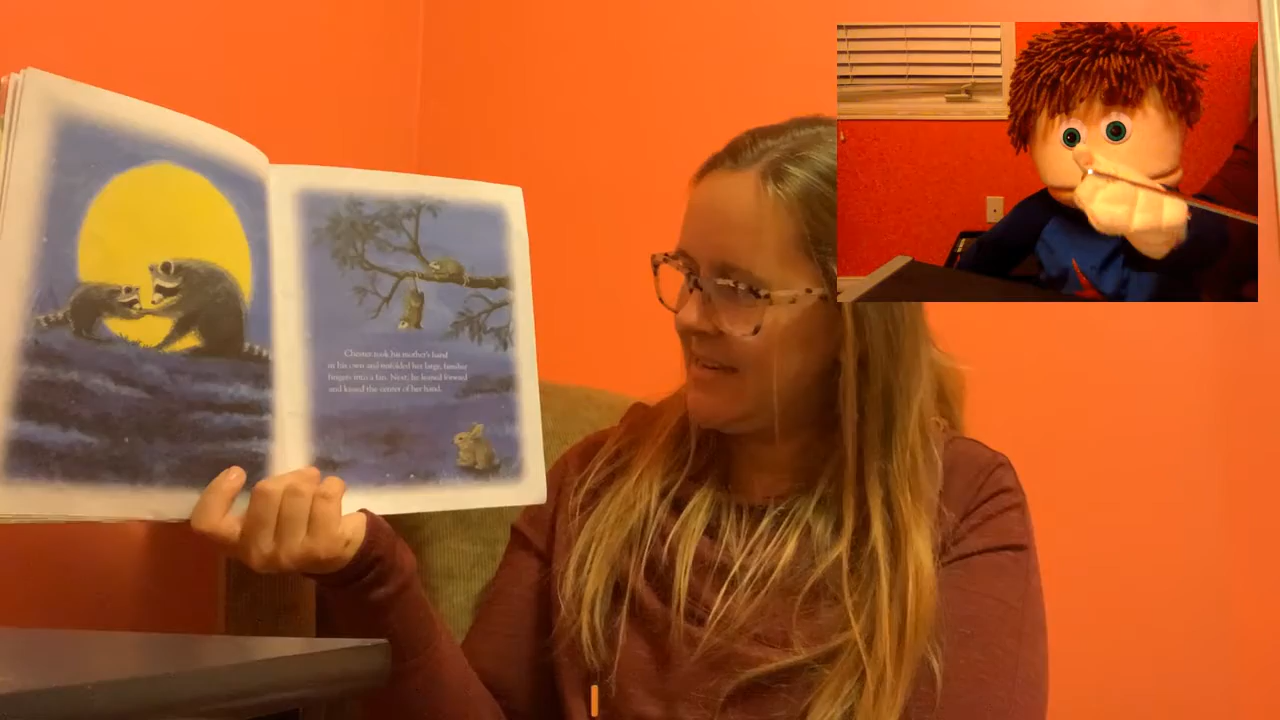 Chester took his mother's hand
in his own and unfolded her large, familiar
fingers into a fan. Next, he leaned forward
and kissed the center of her hand.